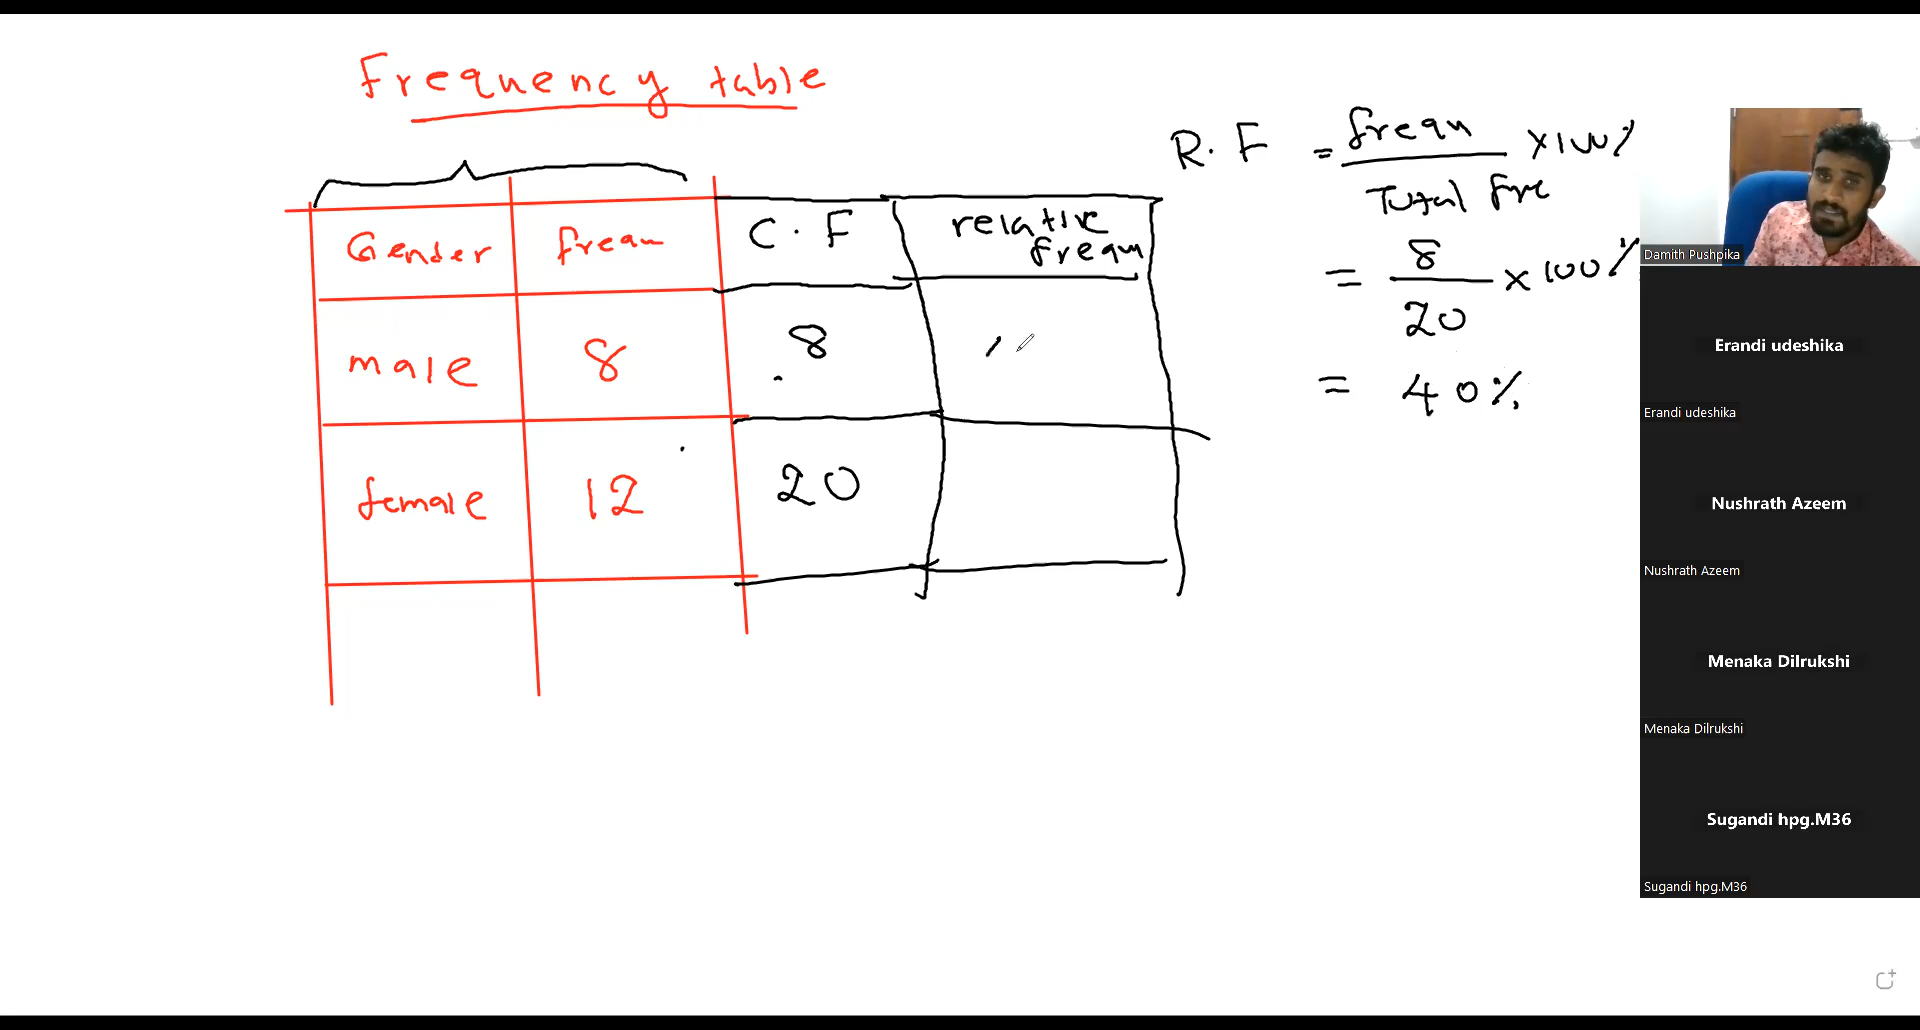 Frequency table
Gender frequ C.F relative frequ
male 8 8
female 12 20
R.F = frequ / Total fre × 100%
= 8 / 20 × 100%
= 40%
Damith Pushpika
Erandi udeshika
Erandi udeshika
Nushrath Azeem
Nushrath Azeem
Menaka Dilrukshi
Menaka Dilrukshi
Sugandi hpg.M36
Sugandi hpg.M36